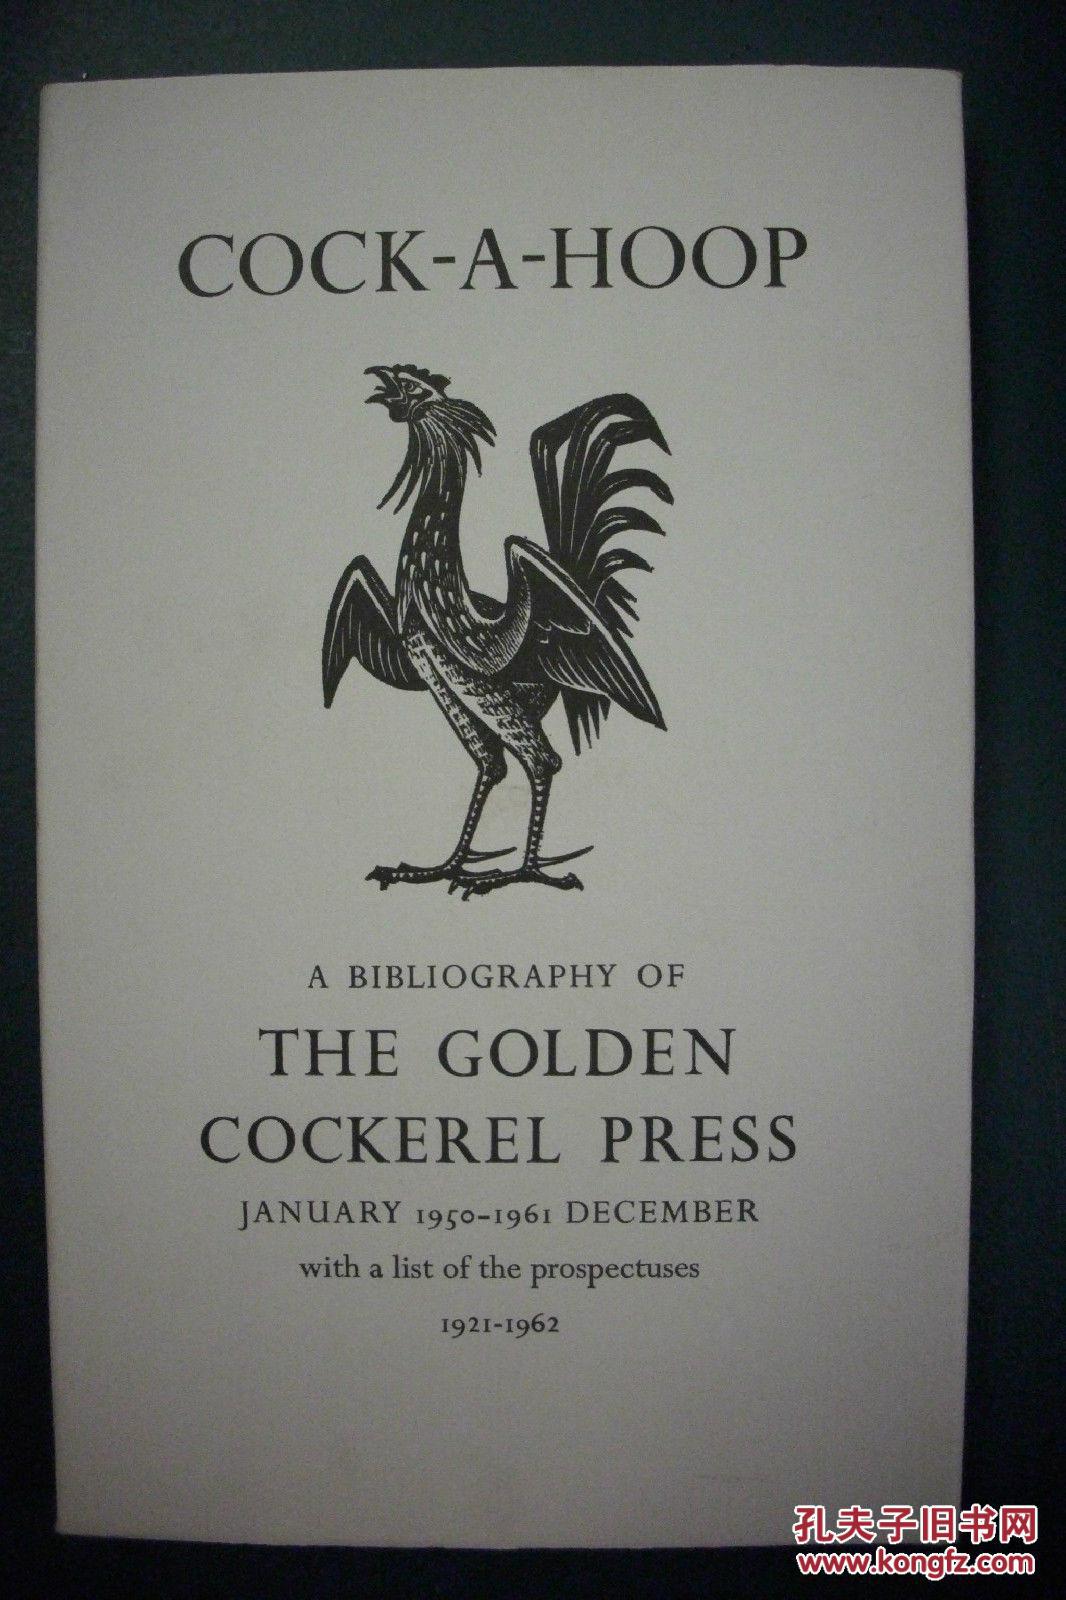 COCK-A-HOOP
A BIBLIOGRAPHY OF
THE GOLDEN
COCKEREL PRESS
JANUARY 1950-1961 DECEMBER
with a list of the prospectuses
1921-1962
孔夫子旧书网
www.kongfz.com